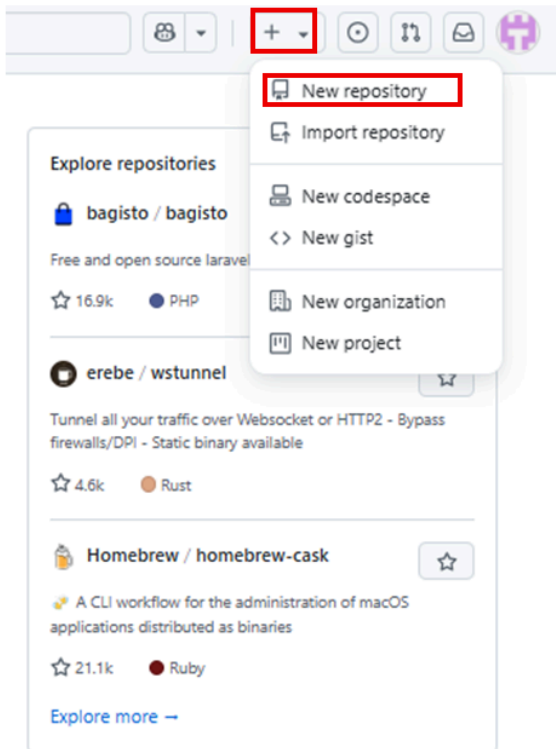 New repository
Import repository
New codespace
New gist
New organization
New project
Explore repositories
bagisto / bagisto
Free and open source
16.9k PHP
erebe / wstunnel
Tunnel all your traffic over Websocket or HTTP2 - Bypass
firewalls/DPI - Static binary available
4.6k Rust
Homebrew / homebrew-cask
A CLI workflow for the administration of macOS
applications distributed as binaries
21.1k Ruby
Explore more →